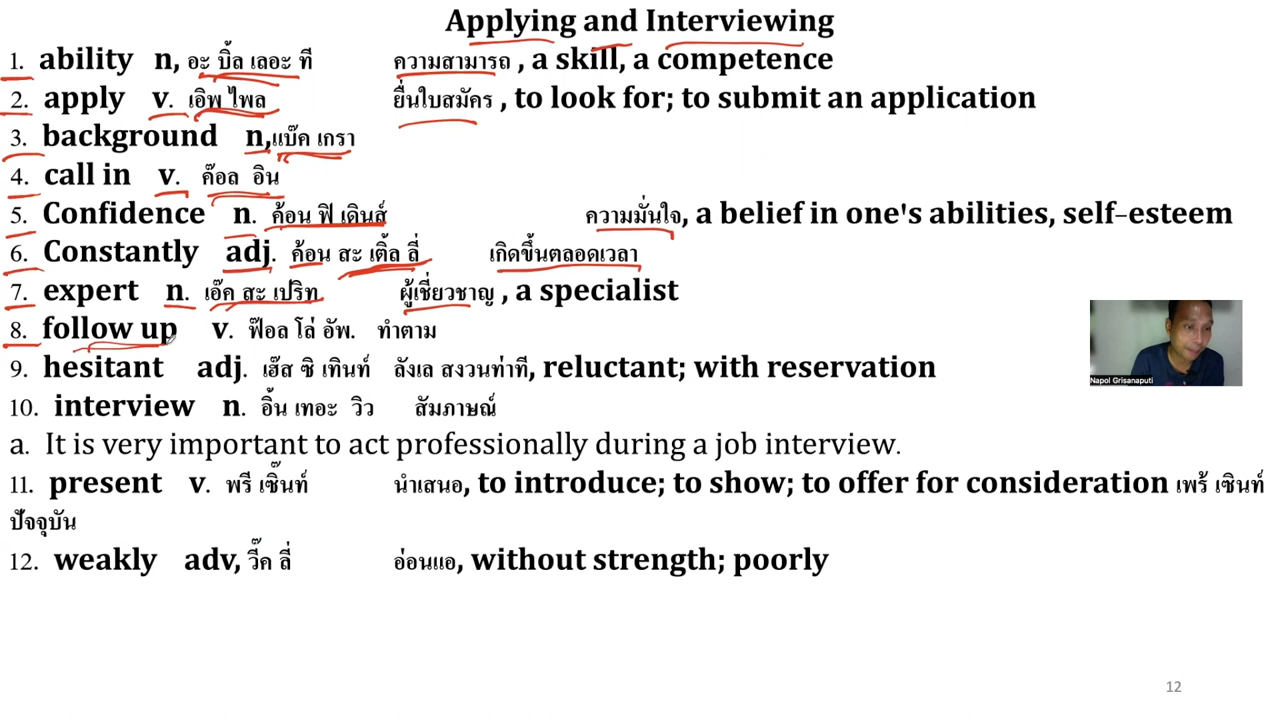 Applying and Interviewing
1. ability n, อะ บิ้ล เลอะ ที ความสามารถ , a skill, a competence
2. apply v. เอิพ ไพล ยื่นใบสมัคร , to look for; to submit an application
3. background n,แบ๊ค เกรา
4. call in v. ค๊อล อิน
5. Confidence n. ค้อน ฟิ เดินส์ ความมั่นใจ, a belief in one's abilities, self-esteem
6. Constantly adj. ค้อน สะ เติ้ล ลี่ เกิดขึ้นตลอดเวลา
7. expert n. เอ๊ค สะ เปริท ผู้เชี่ยวชาญ , a specialist
8. follow up v. ฟ๊อล โล่ อัพ. ทำตาม
9. hesitant adj. เฮ๊ส ซิ เทินท์ ลังเล สงวนท่าที, reluctant; with reservation
10. interview n. อิ้น เทอะ วิว สัมภาษณ์
a. It is very important to act professionally during a job interview.
11. present v. พรี เซิ๊นท์ นำเสนอ, to introduce; to show; to offer for consideration เพร้ เซินท์
ปัจจุบัน
12. weakly adv, วี๊ค ลี่ อ่อนแอ, without strength; poorly
Napol Grisanaputi
12